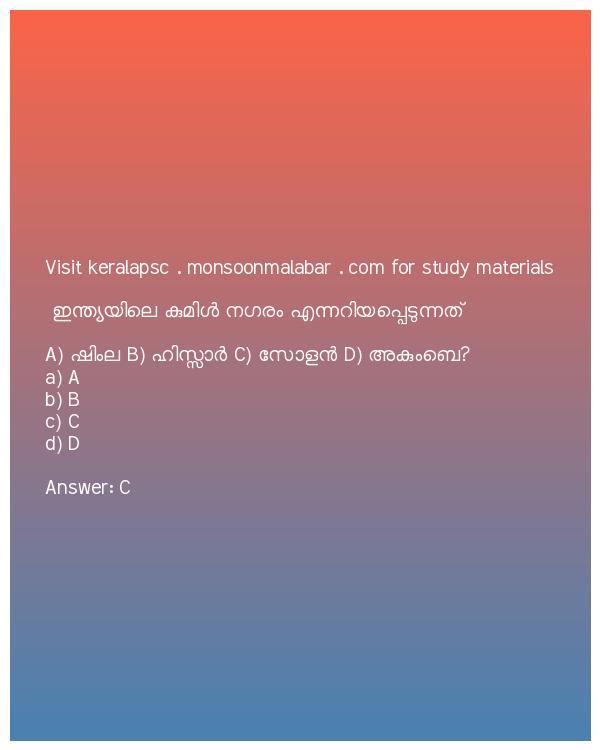 Visit keralapsc . monsoonmalabar . com for study materials
ഇന്ത്യയിലെ കുമിൾ നഗരം എന്നറിയപ്പെടുന്നത്
A) ഷിംല B) ഹിസ്സാർ C) സോളൻ D) അകുംബെ?
a) A
b) B
c) C
d) D
Answer: C